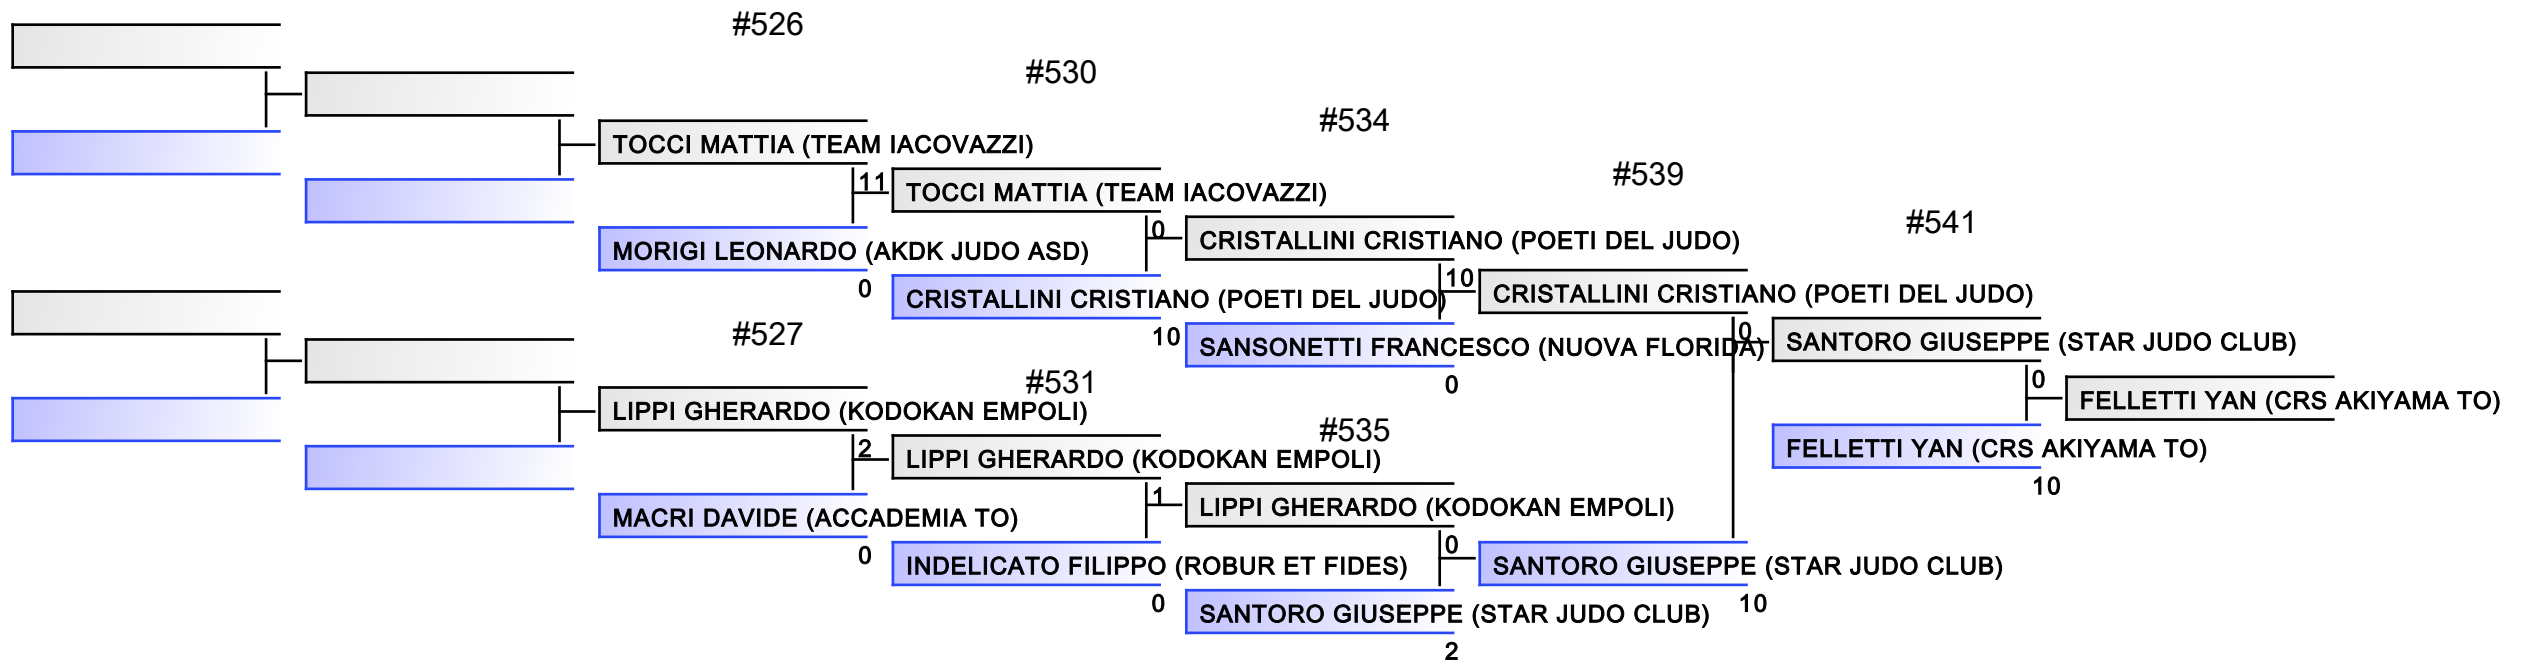 #526
#530
#534
TOCCI MATTIA (TEAM IACOVAZZI)
#539
11
TOCCI MATTIA (TEAM IACOVAZZI)
#541
0
CRISTALLINI CRISTIANO (POETI DEL JUDO)
MORIGI LEONARDO (AKDK JUDO ASD)
0
10
CRISTALLINI CRISTIANO (POETI DEL JUDO)
CRISTALLINI CRISTIANO (POETI DEL JUDO)
#527
10
0
SANSONETTI FRANCESCO (NUOVA FLORIDA)
SANTORO GIUSEPPE (STAR JUDO CLUB)
#531
0
0
FELLETTI YAN (CRS AKIYAMA TO)
LIPPI GHERARDO (KODOKAN EMPOLI)
#535
2
FELLETTI YAN (CRS AKIYAMA TO)
LIPPI GHERARDO (KODOKAN EMPOLI)
10
1
LIPPI GHERARDO (KODOKAN EMPOLI)
MACRI DAVIDE (ACCADEMIA TO)
0
0
INDELICATO FILIPPO (ROBUR ET FIDES)
SANTORO GIUSEPPE (STAR JUDO CLUB)
0
10
SANTORO GIUSEPPE (STAR JUDO CLUB)
2